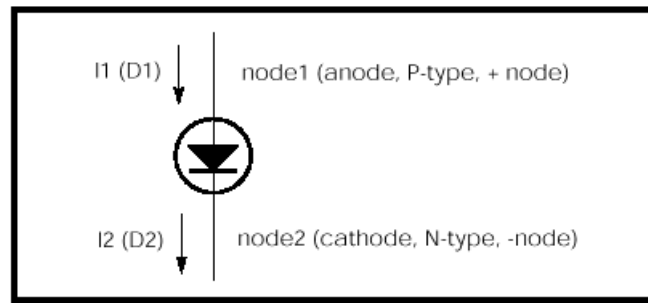 I1 (D1)
node1 (anode, P-type, + node)
I2 (D2)
node2 (cathode, N-type, -node)